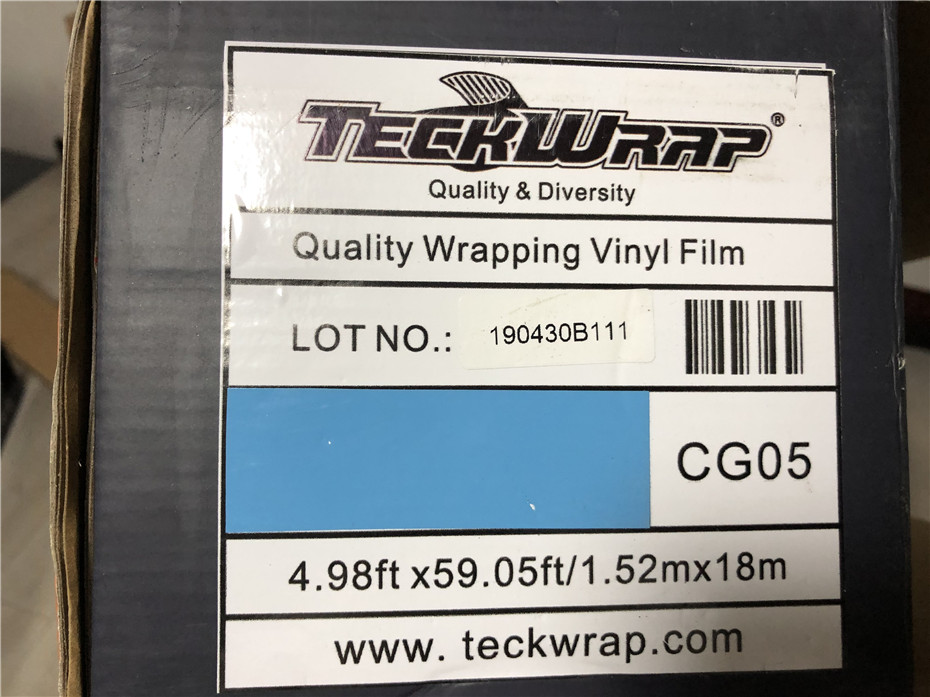 TECKWRAP®
Quality & Diversity
Quality Wrapping Vinyl Film
LOT NO.: 190430B111
CG05
4.98ft x59.05ft/1.52mx18m
www. teckwrap.com